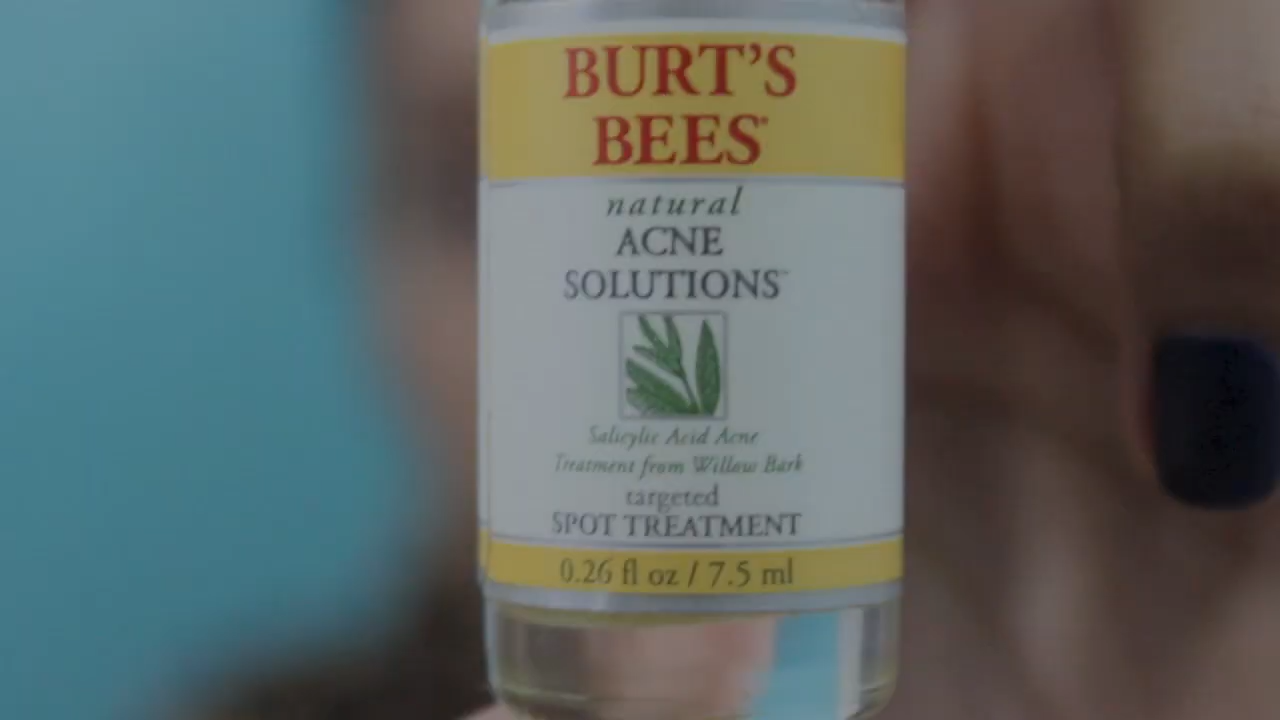 BURT'S
BEES
natural
ACNE
SOLUTIONS™
Salicylic Acid Acne
Treatment from Willow Bark
targeted
SPOT TREATMENT
0.26 fl oz / 7.5 ml